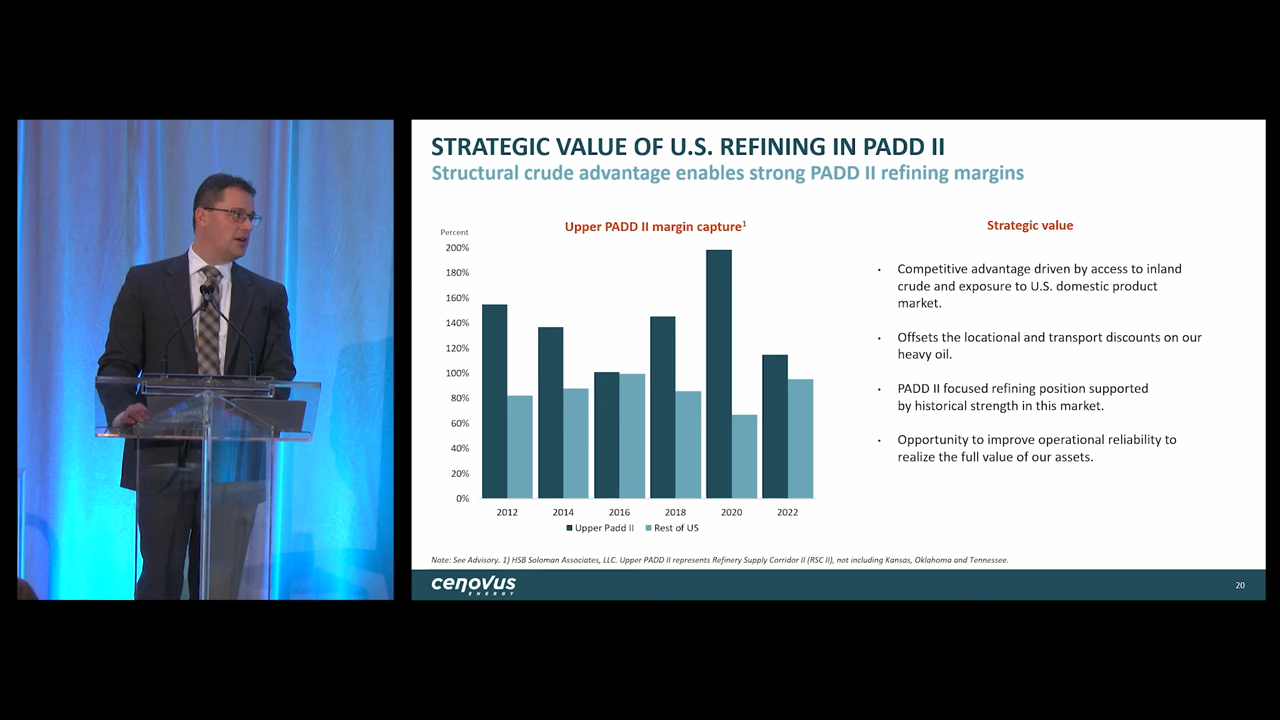 STRATEGIC VALUE OF U.S. REFINING IN PADD II
Structural crude advantage enables strong PADD II refining margins
Upper PADD II margin capture1
Percent
200%
180%
160%
140%
120%
100%
80%
60%
40%
20%
0%
2012 2014 2016 2018 2020 2022
Upper Padd II Rest of US
Strategic value
• Competitive advantage driven by access to inland
crude and exposure to U.S. domestic product
market.
• Offsets the locational and transport discounts on our
heavy oil.
• PADD II focused refining position supported
by historical strength in this market.
• Opportunity to improve operational reliability to
realize the full value of our assets.
Note: See Advisory. 1) HSB Soloman Associates, LLC. Upper PADD II represents Refinery Supply Corridor II (RSC II), not including Kansas, Oklahoma and Tennessee.
cenovus
ENERGY
20